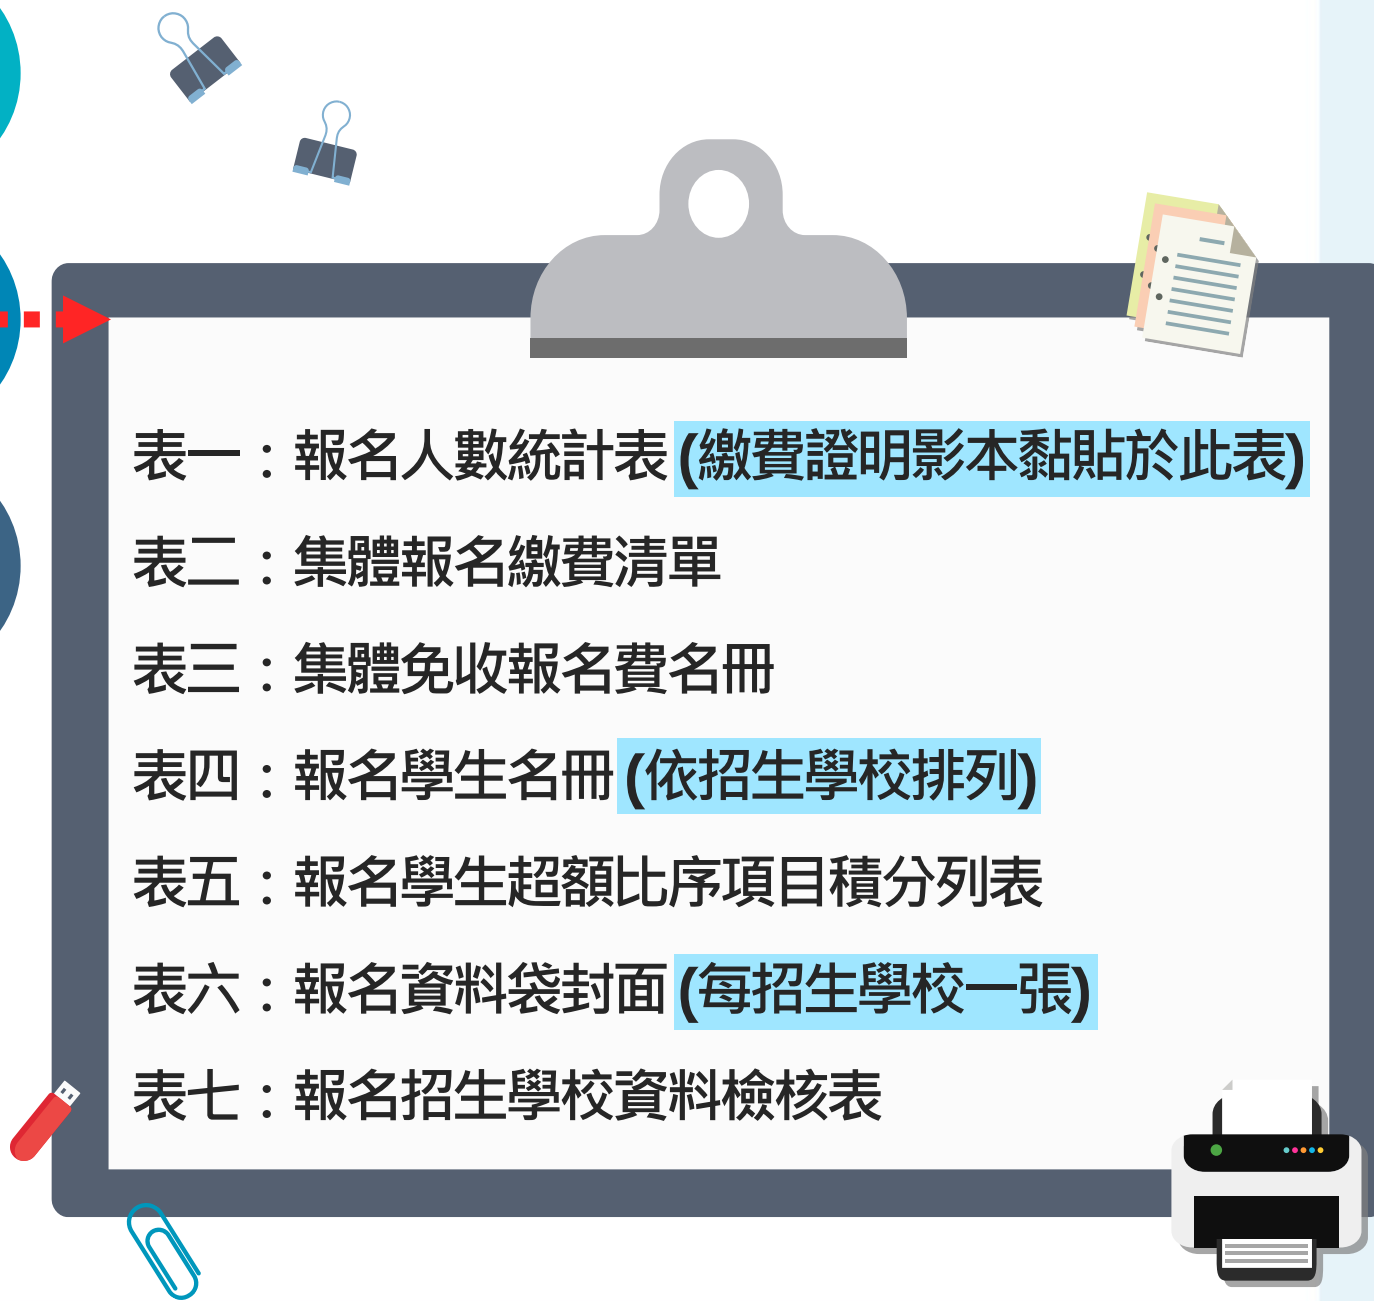 表一：報名人數統計表(繳費證明影本黏貼於此表)
表二：集體報名繳費清單
表三：集體免收報名費名冊
表四：報名學生名冊(依招生學校排列)
表五：報名學生超額比序項目積分列表
表六：報名資料袋封面(每招生學校一張)
表七：報名招生學校資料檢核表